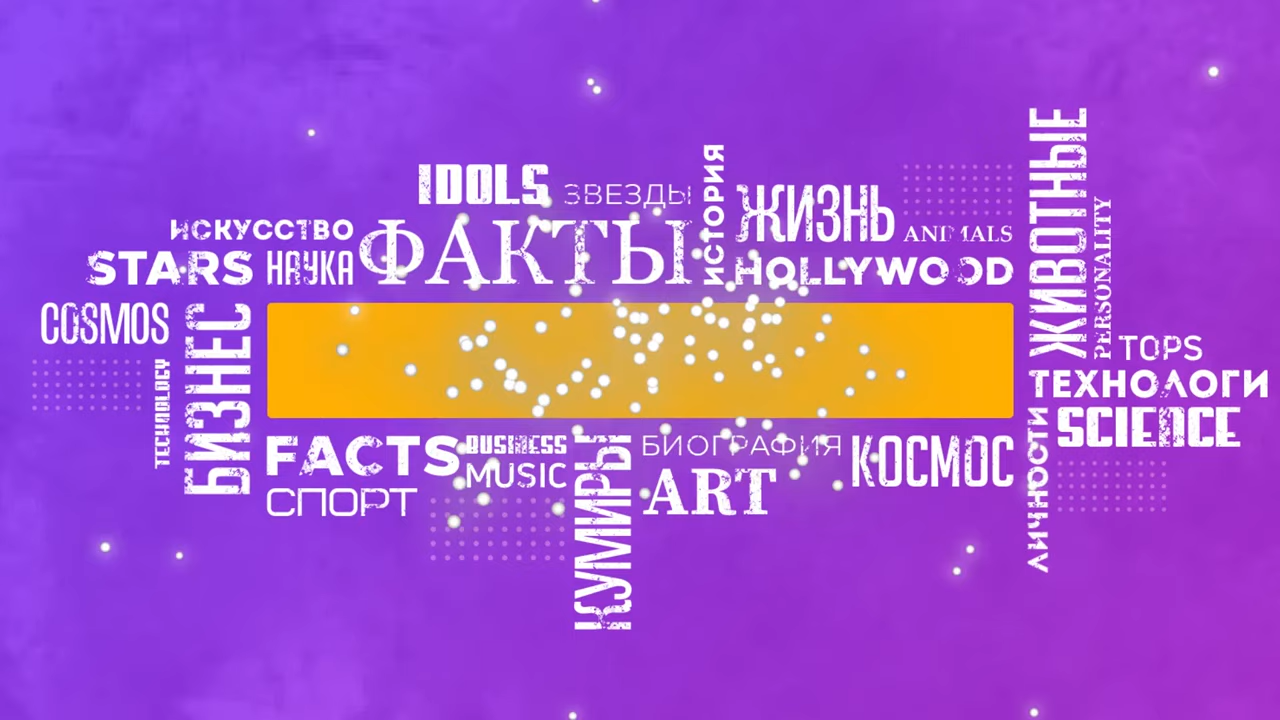 IDOLS
ЗВЕЗДЫ
ИСТОРИЯ
ЖИЗНЬ
ANIMALS
ЖИВОТНЫЕ
PERSONALITY
ИСКУССТВО
ФАКТЫ
STARS
НАУКА
HOLLYWOOD
COSMOS
TECHNOLOGY
БИЗНЕС
TOPS
ТЕХНОЛОГИ
SCIENCE
ЛИЧНОСТИ
FACTS
BUSINESS
MUSIC
СПОРТ
КУМИРЫ
БИОГРАФИЯ
ART
КОСМОС